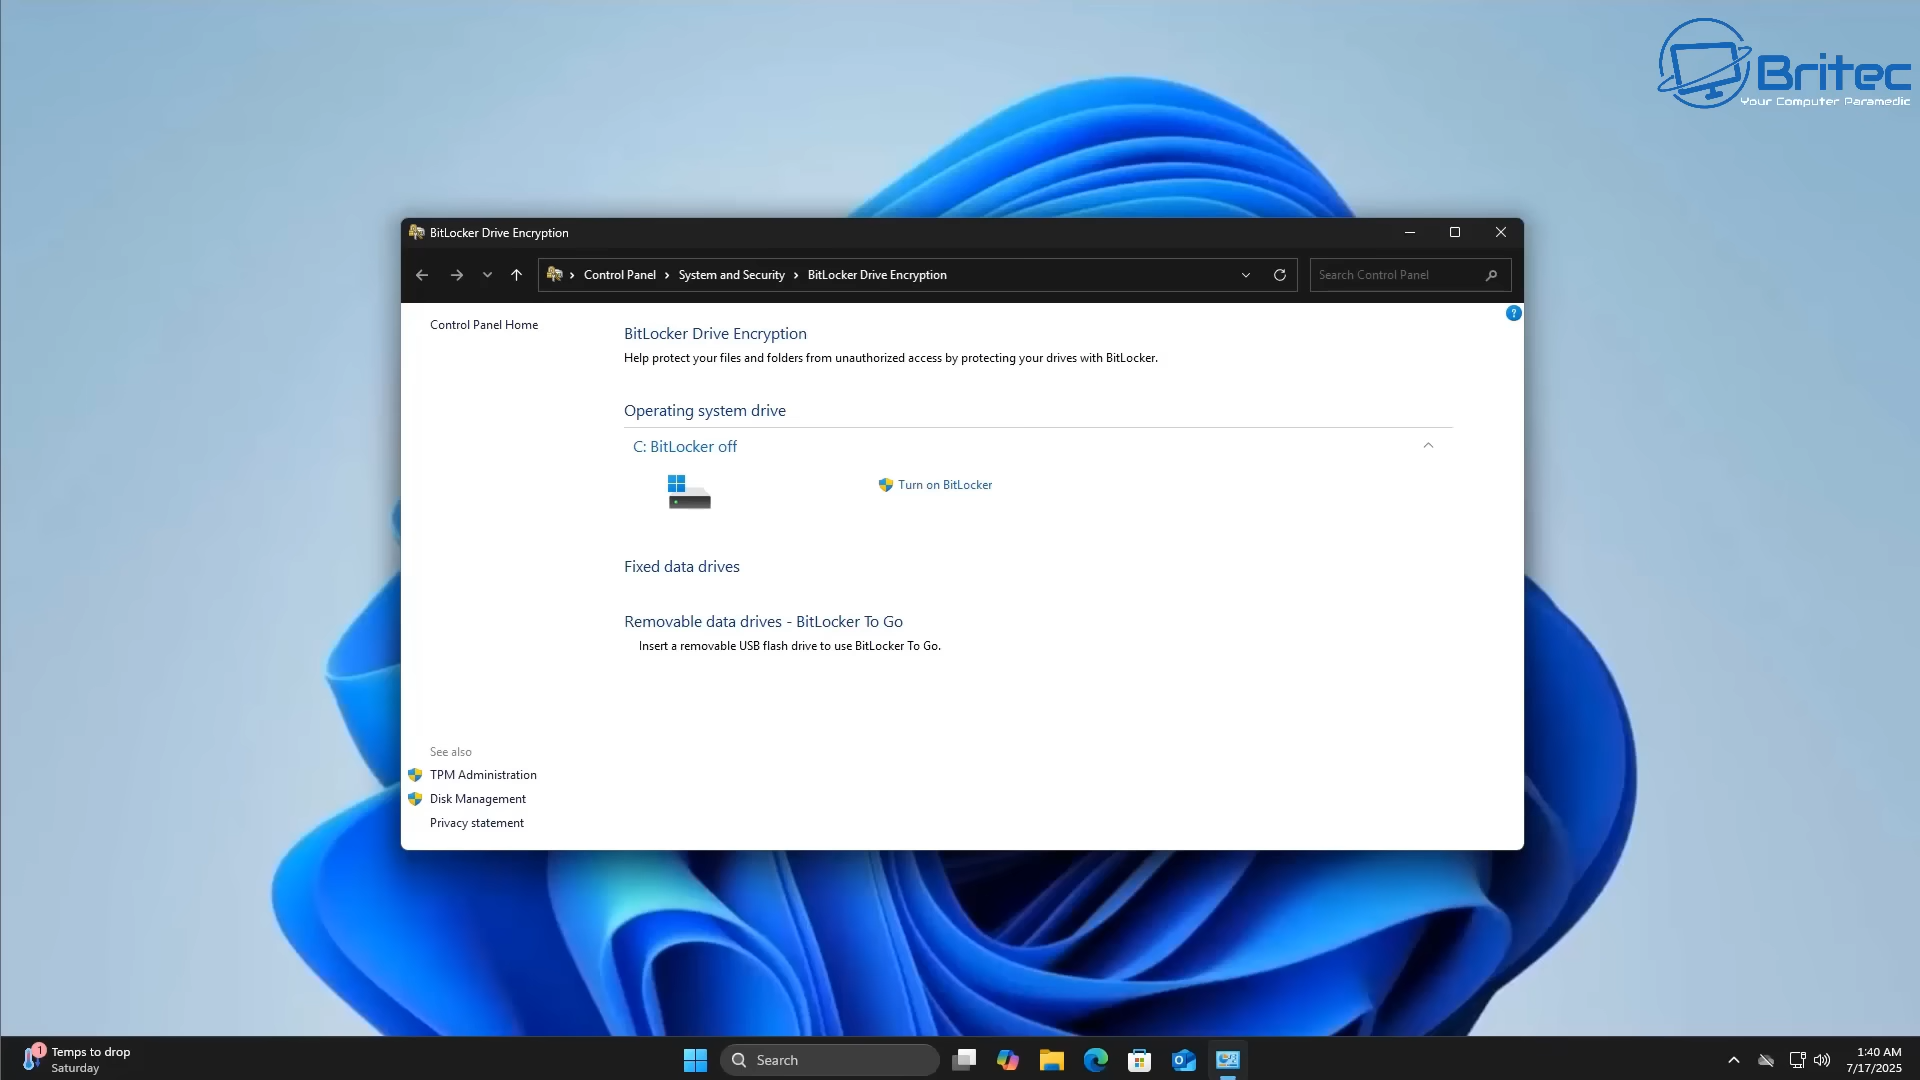 Britec
Your Computer Paramedic
BitLocker Drive Encryption
Control Panel > System and Security > BitLocker Drive Encryption
Search Control Panel
Control Panel Home
BitLocker Drive Encryption
Help protect your files and folders from unauthorized access by protecting your drives with BitLocker.
Operating system drive
C: BitLocker off
Turn on BitLocker
Fixed data drives
Removable data drives - BitLocker To Go
Insert a removable USB flash drive to use BitLocker To Go.
See also
TPM Administration
Disk Management
Privacy statement
1
Temps to drop
Saturday
Search
1:40 AM
7/17/2025